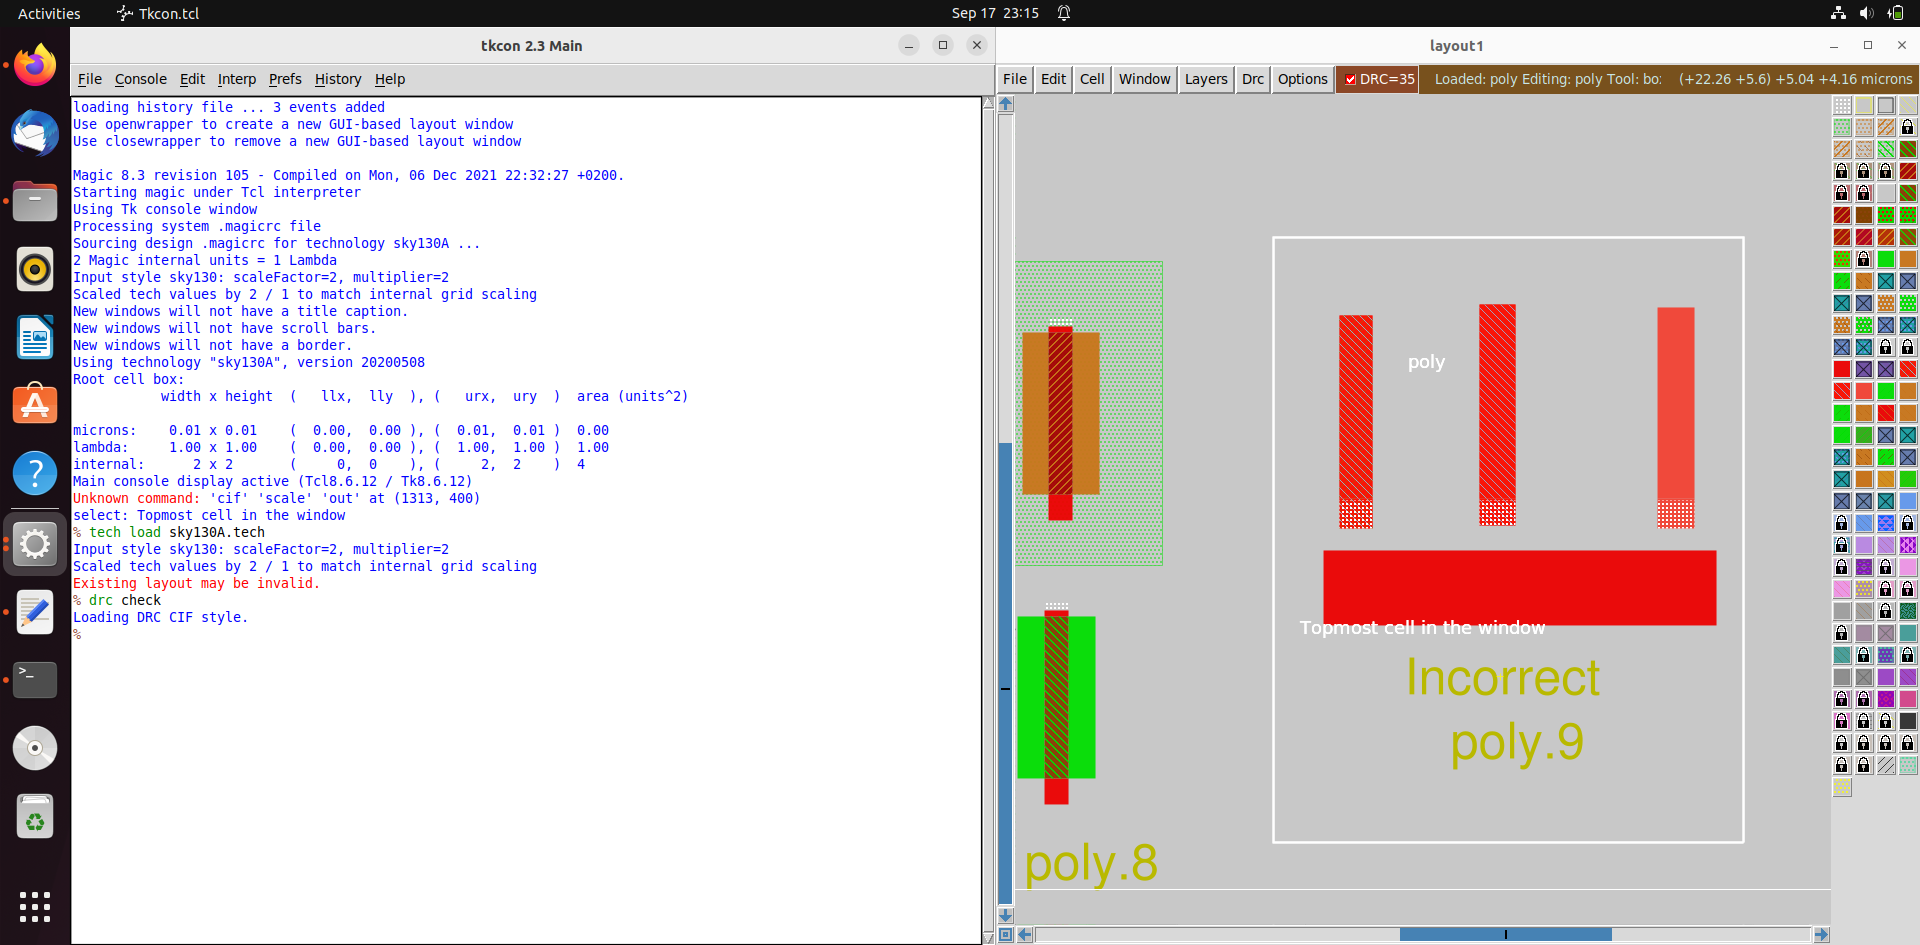 Activities
Tkcon.tcl
Sep 17 23:15
tkcon 2.3 Main
File Console Edit Interp Prefs History Help
loading history file ... 3 events added
Use openwrapper to create a new GUI-based layout window
Use closewrapper to remove a new GUI-based layout window
Magic 8.3 revision 105 - Compiled on Mon, 06 Dec 2021 22:32:27 +0200.
Starting magic under Tcl interpreter
Using Tk console window
Processing system .magicrc file
Sourcing design .magicrc for technology sky130A ...
2 Magic internal units = 1 Lambda
Input style sky130: scaleFactor=2, multiplier=2
Scaled tech values by 2 / 1 to match internal grid scaling
New windows will not have a title caption.
New windows will not have scroll bars.
New windows will not have a border.
Using technology "sky130A", version 20200508
Root cell box:
width x height ( llx, lly ), ( urx, ury ) area (units^2)
microns: 0.01 x 0.01 ( 0.00, 0.00 ), ( 0.01, 0.01 ) 0.00
lambda: 1.00 x 1.00 ( 0.00, 0.00 ), ( 1.00, 1.00 ) 1.00
internal: 2 x 2 ( 0, 0 ), ( 2, 2 ) 4
Main console display active (Tcl8.6.12 / Tk8.6.12)
Unknown command: 'cif' 'scale' 'out' at (1313, 400)
select: Topmost cell in the window
% tech load sky130A.tech
Input style sky130: scaleFactor=2, multiplier=2
Scaled tech values by 2 / 1 to match internal grid scaling
Existing layout may be invalid.
% drc check
Loading DRC CIF style.
%
layout1
File Edit Cell Window Layers Drc Options DRC=35 Loaded: poly Editing: poly Tool: bo: (+22.26 +5.6) +5.04 +4.16 microns
poly
Topmost cell in the window
Incorrect
poly.9
poly.8